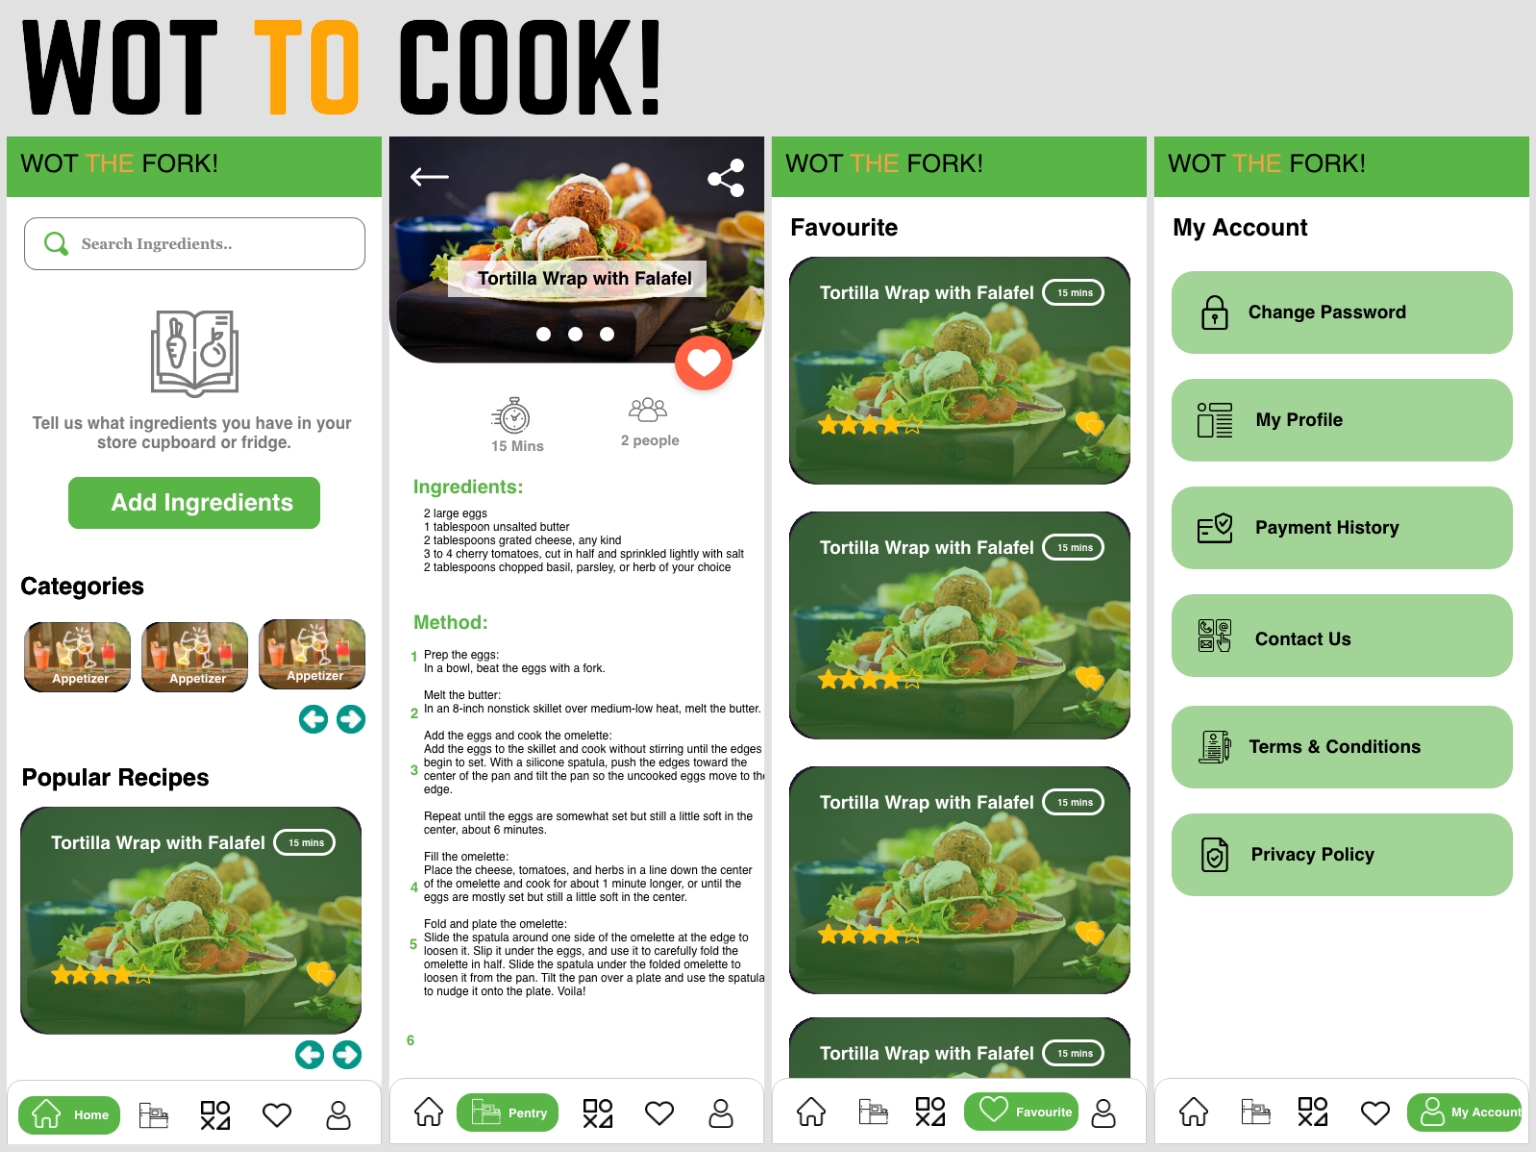 WOT TO COOK!
WOT THE FORK!
Search Ingredients..
Tell us what ingredients you have in your
store cupboard or fridge.
Add Ingredients
Categories
Appetizer
Appetizer
Appetizer
Popular Recipes
Tortilla Wrap with Falafel
15 mins
Home
Tortilla Wrap with Falafel
15 Mins
2 people
Ingredients:
2 large eggs
1 tablespoon unsalted butter
2 tablespoons grated cheese, any kind
3 to 4 cherry tomatoes, cut in half and sprinkled lightly with salt
2 tablespoons chopped basil, parsley, or herb of your choice
Method:
1 Prep the eggs:
In a bowl, beat the eggs with a fork.
Melt the butter:
2 In an 8-inch nonstick skillet over medium-low heat, melt the butter.
Add the eggs and cook the omelette:
Add the eggs to the skillet and cook without stirring until the edges
3 begin to set. With a silicone spatula, push the edges toward the
center of the pan and tilt the pan so the uncooked eggs move to the
edge.
Repeat until the eggs are somewhat set but still a little soft in the
center, about 6 minutes.
Fill the omelette:
Place the cheese, tomatoes, and herbs in a line down the center
4 of the omelette and cook for about 1 minute longer, or until the
eggs are mostly set but still a little soft in the center.
Fold and plate the omelette:
5 Slide the spatula around one side of the omelette at the edge to
loosen it. Slip it under the eggs, and use it to carefully fold the
omelette in half. Slide the spatula under the folded omelette to
loosen it from the pan. Tilt the pan over a plate and use the spatula
to nudge it onto the plate. Voila!
6
Pentry
WOT THE FORK!
Favourite
Tortilla Wrap with Falafel
15 mins
Tortilla Wrap with Falafel
15 mins
Tortilla Wrap with Falafel
15 mins
Tortilla Wrap with Falafel
15 mins
Favourite
WOT THE FORK!
My Account
Change Password
My Profile
Payment History
Contact Us
Terms & Conditions
Privacy Policy
My Account